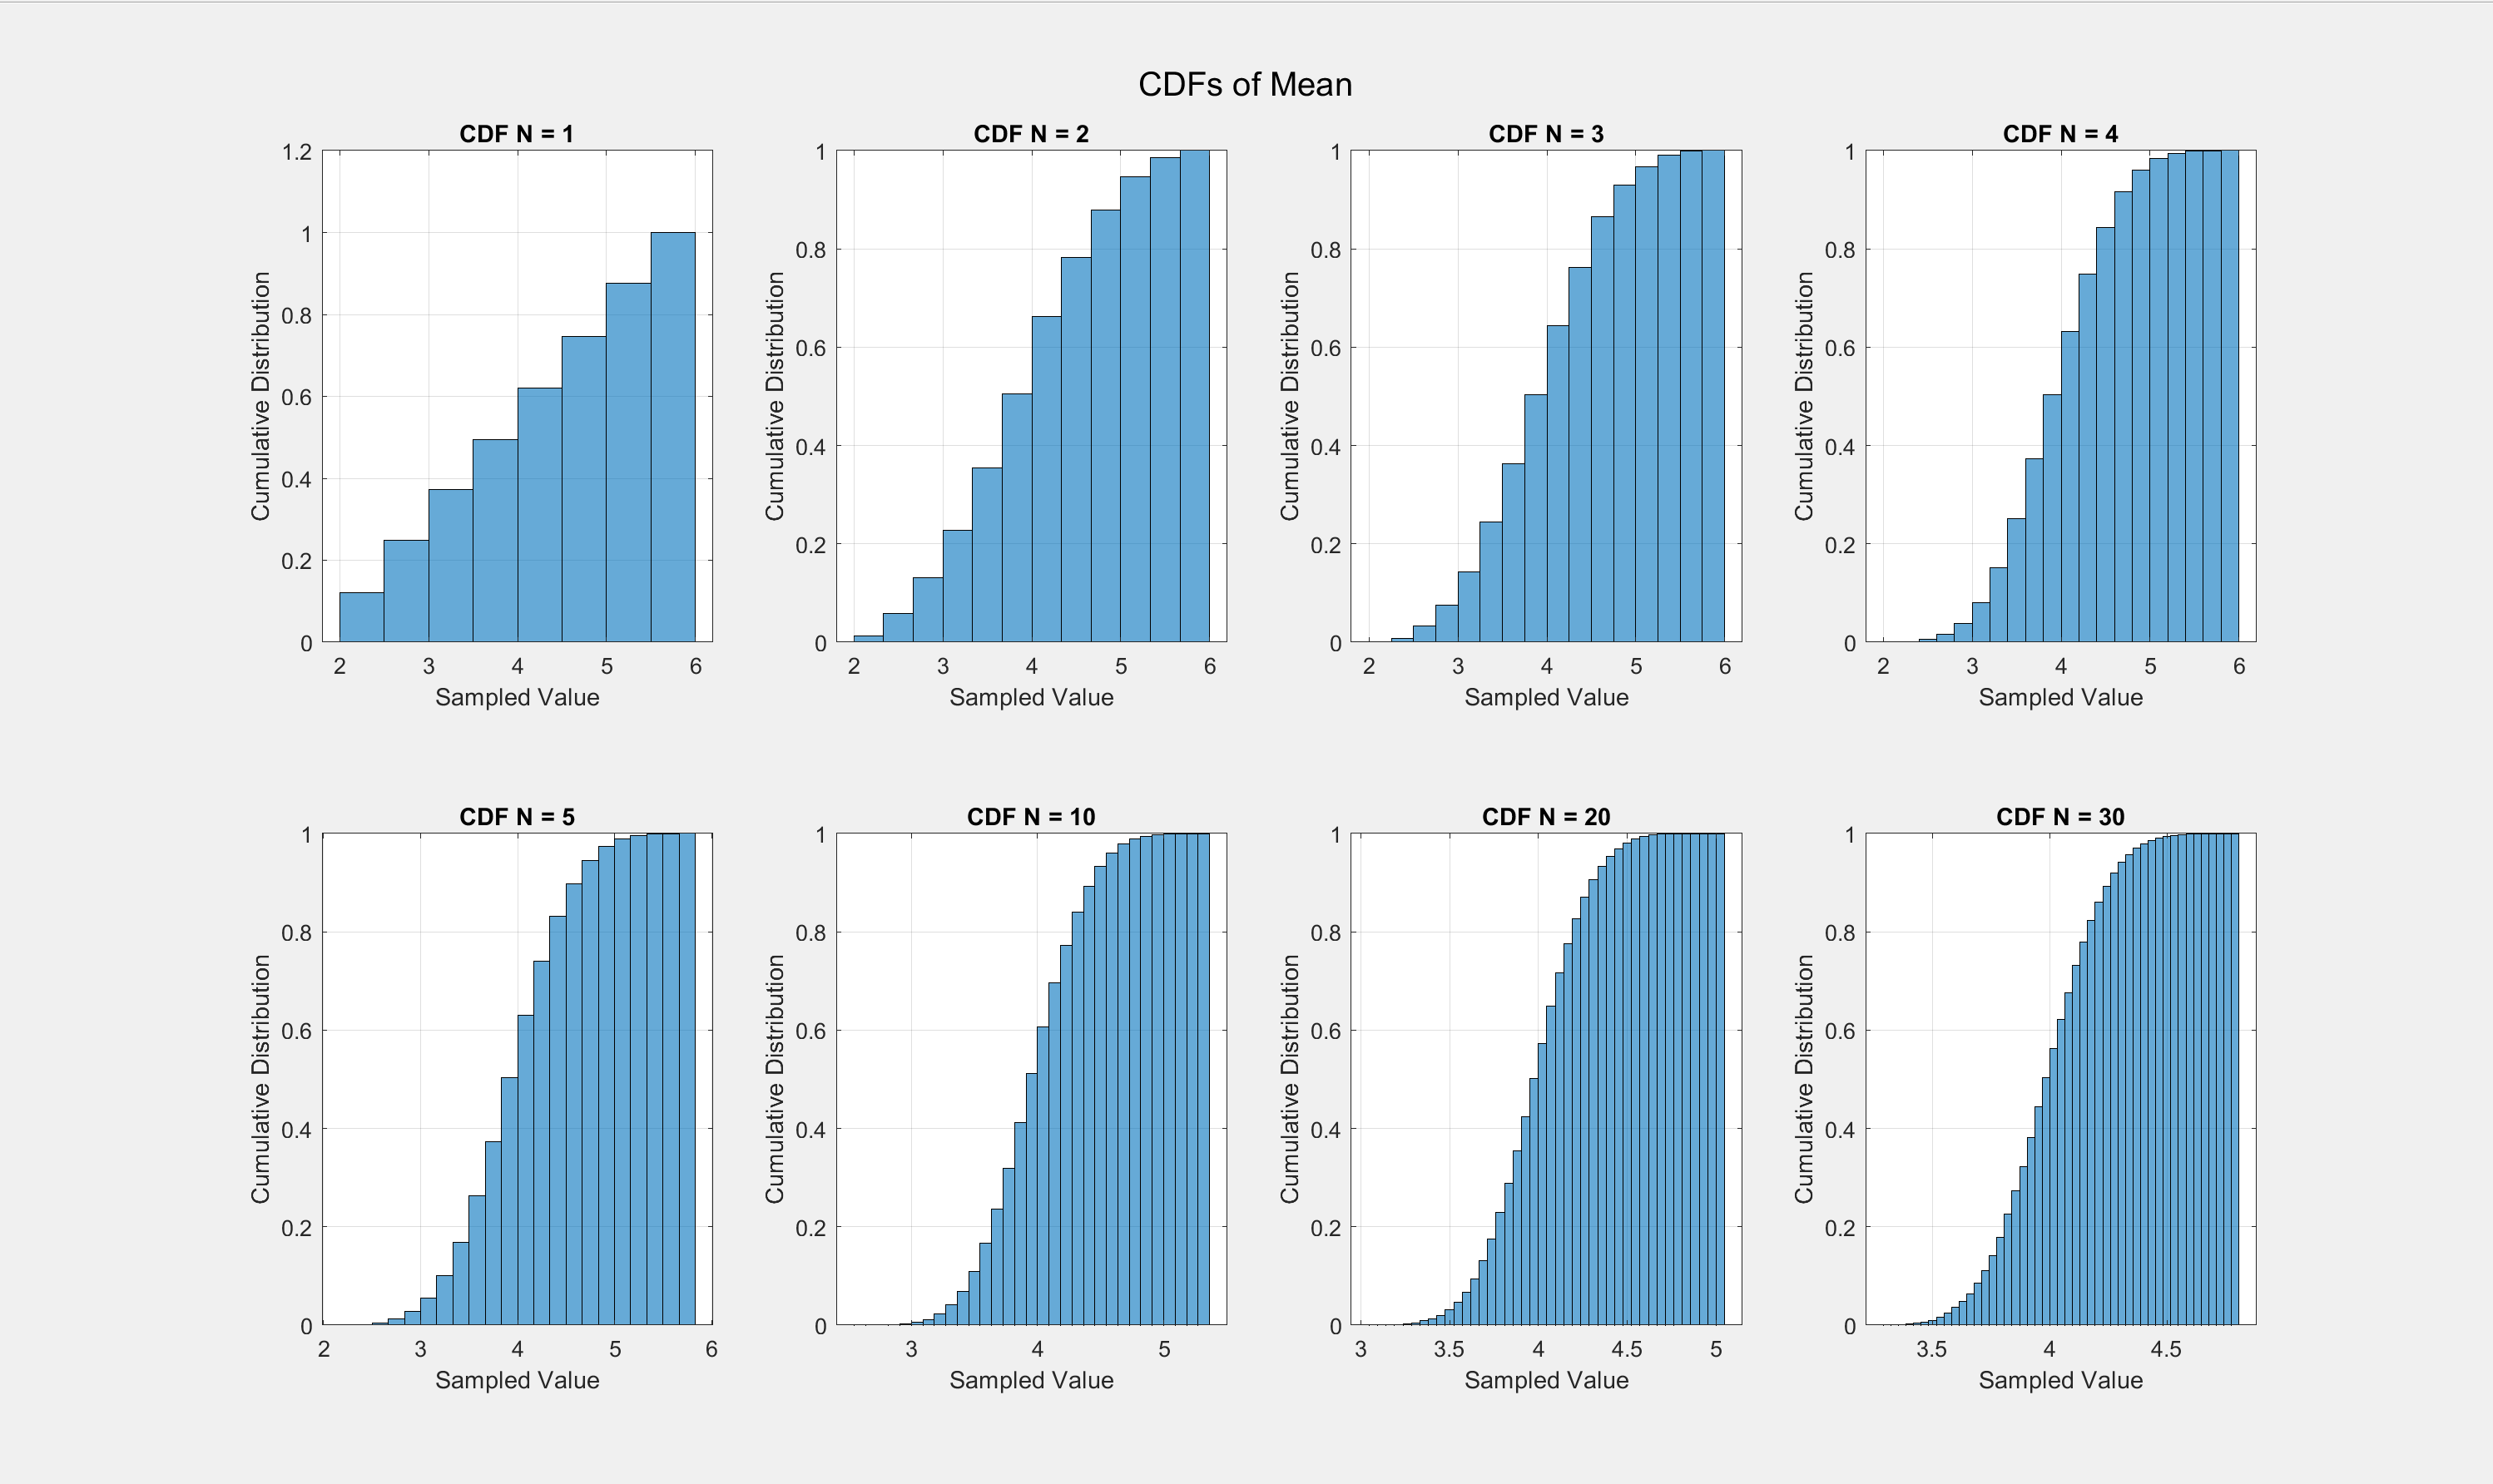 CDFs of Mean
CDF N = 1
1.2
1
0.8
0.6
0.4
0.2
0
2 3 4 5 6
Cumulative Distribution
Sampled Value
CDF N = 2
1
0.8
0.6
0.4
0.2
0
2 3 4 5 6
Cumulative Distribution
Sampled Value
CDF N = 3
1
0.8
0.6
0.4
0.2
0
2 3 4 5 6
Cumulative Distribution
Sampled Value
CDF N = 4
1
0.8
0.6
0.4
0.2
0
2 3 4 5 6
Cumulative Distribution
Sampled Value
CDF N = 5
1
0.8
0.6
0.4
0.2
0
2 3 4 5 6
Cumulative Distribution
Sampled Value
CDF N = 10
1
0.8
0.6
0.4
0.2
0
3 4 5
Cumulative Distribution
Sampled Value
CDF N = 20
1
0.8
0.6
0.4
0.2
0
3 3.5 4 4.5 5
Cumulative Distribution
Sampled Value
CDF N = 30
1
0.8
0.6
0.4
0.2
0
3.5 4 4.5
Cumulative Distribution
Sampled Value